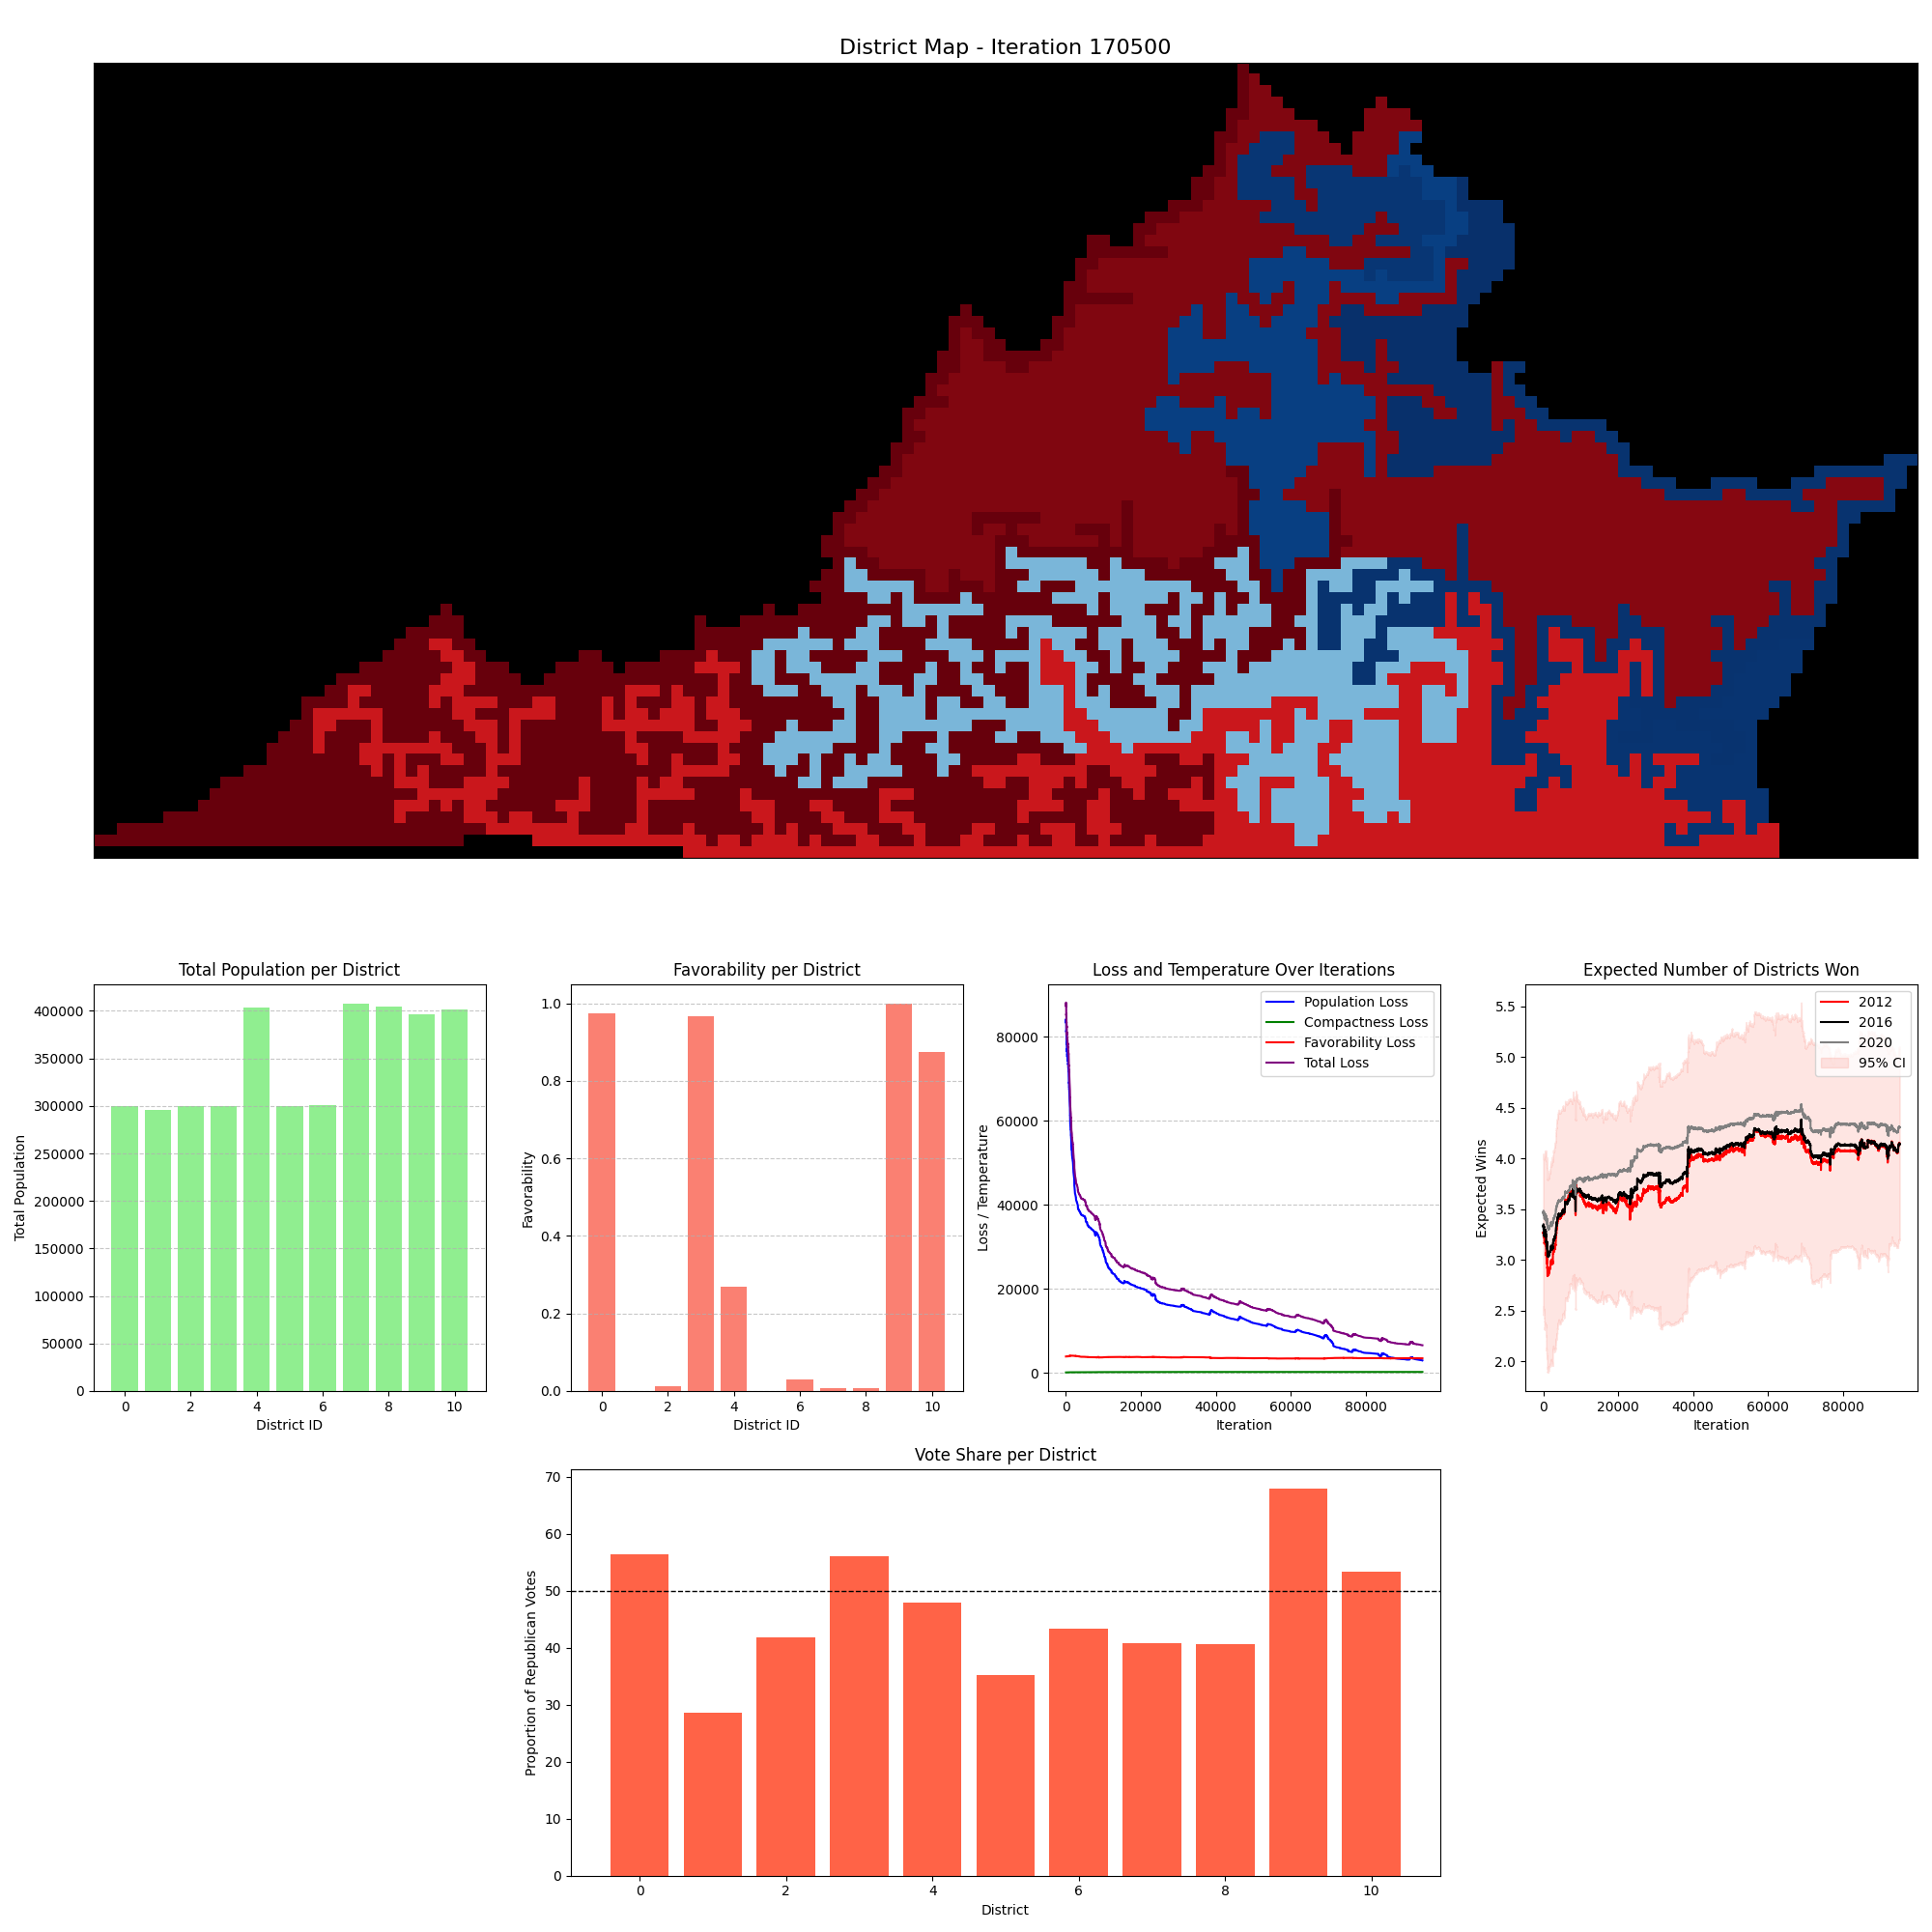 District Map - Iteration 170500
Total Population per District
Total Population
400000
350000
300000
250000
200000
150000
100000
50000
0
0 2 4 6 8 10
District ID
Favorability per District
Favorability
1.0
0.8
0.6
0.4
0.2
0.0
0 2 4 6 8 10
District ID
Loss and Temperature Over Iterations
Loss / Temperature
80000
60000
40000
20000
0
Population Loss
Compactness Loss
Favorability Loss
Total Loss
0 20000 40000 60000 80000
Iteration
Expected Number of Districts Won
Expected Wins
5.5
5.0
4.5
4.0
3.5
3.0
2.5
2.0
2012
2016
2020
95% CI
0 20000 40000 60000 80000
Iteration
Vote Share per District
Proportion of Republican Votes
70
60
50
40
30
20
10
0
0 2 4 6 8 10
District